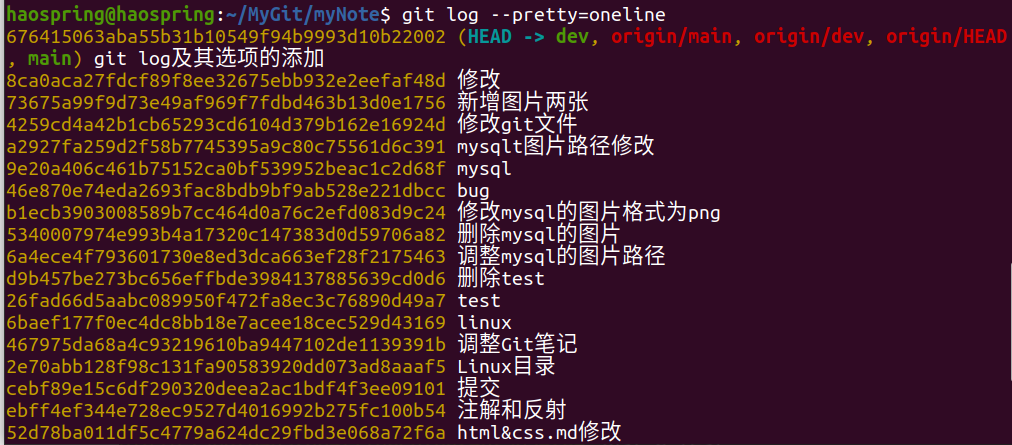 haospring@haospring:~/MyGit/myNote$ git log --pretty=oneline
676415063aba55b31b10549f94b9993d10b22002 (HEAD -> dev, origin/main, origin/dev, origin/HEAD
, main) git log及其选项的添加
8ca0aca27fdcf89f8ee32675ebb932e2eefaf48d 修改
73675a99f9d73e49af969f7fdbd463b13d0e1756 新增图片两张
4259cd4a42b1cb65293cd6104d379b162e16924d 修改git文件
a2927fa259d2f58b7745395a9c80c75561d6c391 mysqlt图片路径修改
9e20a406c461b75152ca0bf539952beac1c2d68f mysql
46e870e74eda2693fac8bdb9bf9ab528e221dbcc bug
b1ecb3903008589b7cc464d0a76c2efd083d9c24 修改mysql的图片格式为png
5340007974e993b4a17320c147383d0d59706a82 删除mysql的图片
6a4ece4f793601730e8ed3dca663ef28f2175463 调整mysql的图片路径
d9b457be273bc656effbde3984137885639cd0d6 删除test
26fad66d5aabc089950f472fa8ec3c76890d49a7 test
6baef177f0ec4dc8bb18e7acee18cec529d43169 linux
467975da68a4c93219610ba9447102de1139391b 调整Git笔记
2e70abb128f98c131fa90583920dd073ad8aaaf5 Linux目录
cebf89e15c6df290320deea2ac1bdf4f3ee09101 提交
ebff4ef344e728ec9527d4016992b275fc100b54 注解和反射
52d78ba011df5c4779a624dc29fbd3e068a72f6a html&css.md修改